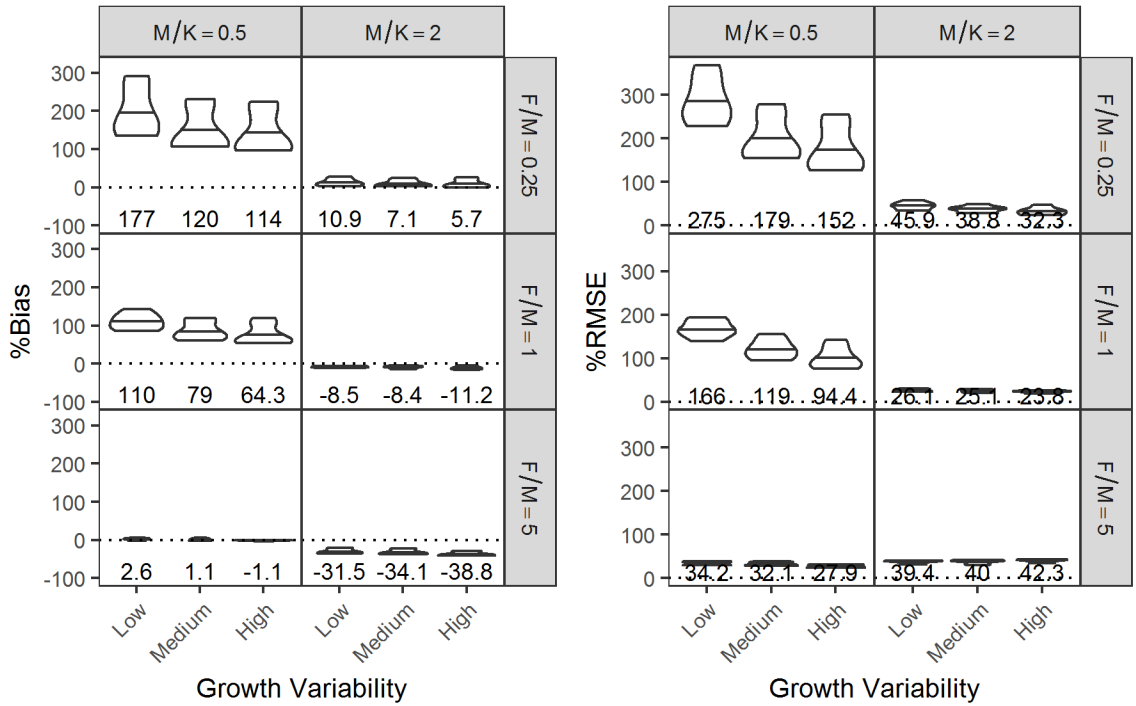 M/K = 0.5 M/K = 2
%Bias
300
200
100
0
-100
177 120 114 10.9 7.1 5.7
F/M = 0.25
300
200
100
0
-100
110 79 64.3 -8.5 -8.4 -11.2
F/M = 1
300
200
100
0
-100
2.6 1.1 -1.1 -31.5 -34.1 -38.8
F/M = 5
Low Medium High Low Medium High
Growth Variability
M/K = 0.5 M/K = 2
%RMSE
300
200
100
0
275 179 152 45.9 38.8 32.3
F/M = 0.25
300
200
100
0
166 119 94.4 26.1 25.1 23.8
F/M = 1
300
200
100
0
34.2 32.1 27.9 39.4 40 42.3
F/M = 5
Low Medium High Low Medium High
Growth Variability